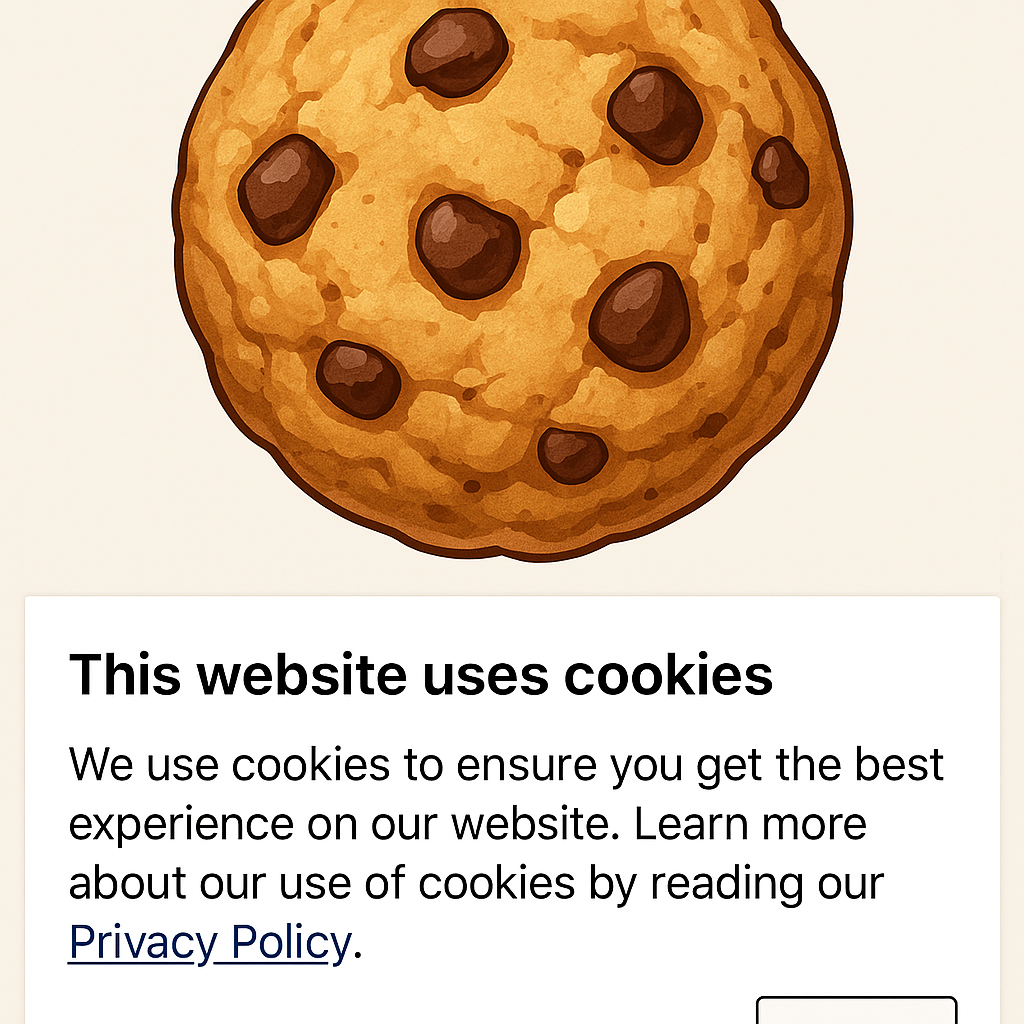 This website uses cookies
We use cookies to ensure you get the best
experience on our website. Learn more
about our use of cookies by reading our
Privacy Policy.